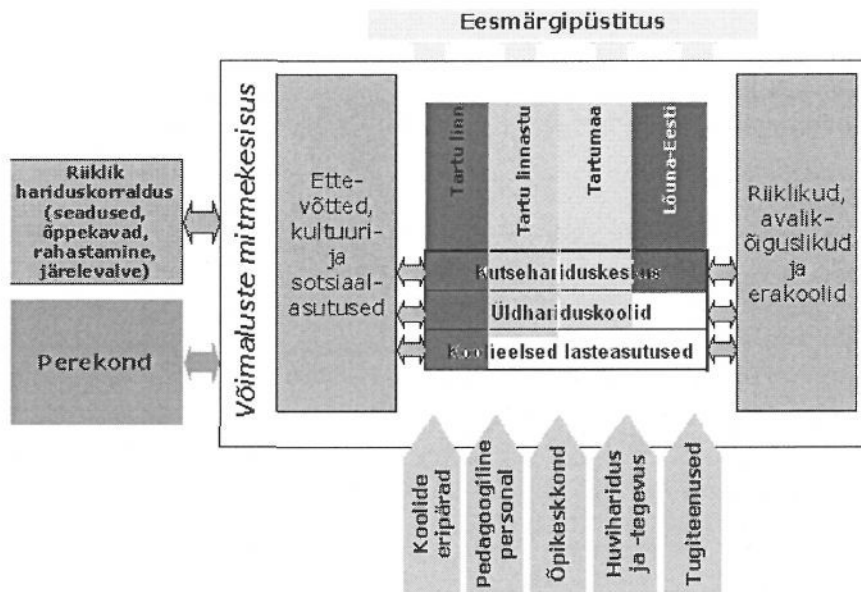 Eesmärgipüstitus
Riiklik
hariduskorraldus
(seadused,
õppekavad,
rahastamine,
järelevalve)
Perekond
Võimaluste mitmekesisus
Ette-
võtted,
kultuuri-
ja
sotsiaal-
asutused
Tartu linn
Tartu linnastu
Tartumaa
Lõuna-Eesti
Kutsehariduskeskus
Üldhariduskoolid
Koolieelsed lasteasutused
Riiklikud,
avalik-
õiguslikud
ja
erakoolid
Koolide
eripärad
Pedagoogiline
personal
Õpikeskkond
Huviharidus
ja -tegevus
Tugiteenused